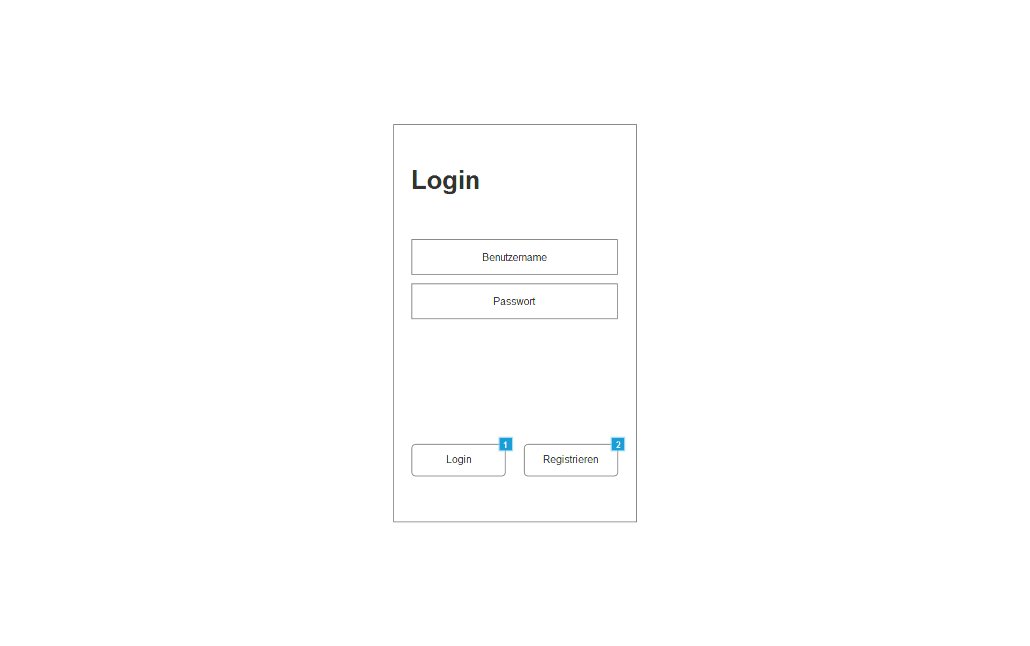 Login
Benutzername
Passwort
1
2
Login
Registrieren